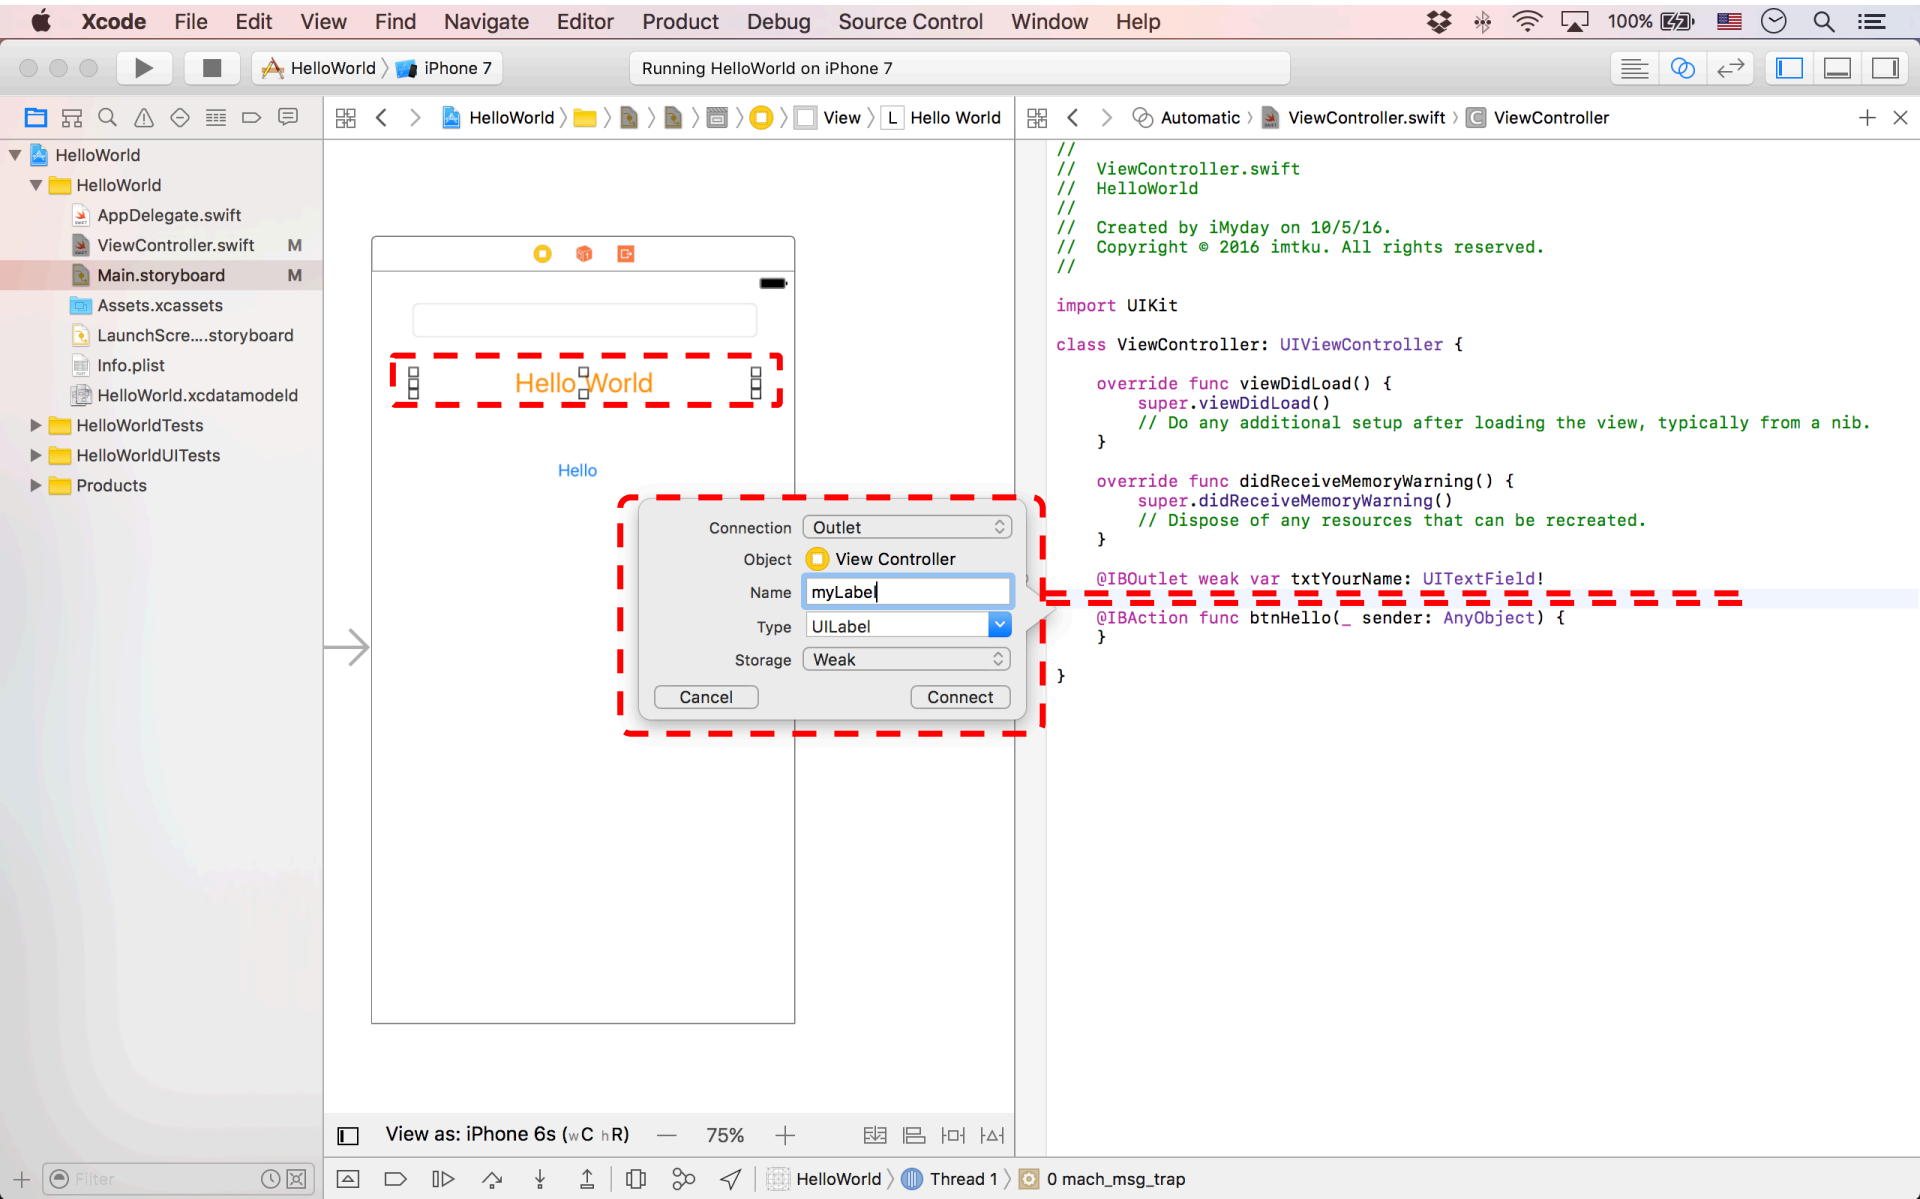 Xcode File Edit View Find Navigate Editor Product Debug Source Control Window Help 100%
HelloWorld iPhone 7 Running HelloWorld on iPhone 7
HelloWorld View L Hello World Automatic ViewController.swift C ViewController
HelloWorld
HelloWorld
AppDelegate.swift
ViewController.swift M
Main.storyboard M
Assets.xcassets
LaunchScre....storyboard
Info.plist
HelloWorld.xcdatamodeld
HelloWorldTests
HelloWorldUITests
Products
Hello World
Hello
Connection Outlet
Object View Controller
Name myLabel
Type UILabel
Storage Weak
Cancel Connect
//
// ViewController.swift
// HelloWorld
//
// Created by iMyday on 10/5/16.
// Copyright © 2016 imtku. All rights reserved.
//
import UIKit
class ViewController: UIViewController {
override func viewDidLoad() {
super.viewDidLoad()
// Do any additional setup after loading the view, typically from a nib.
}
override func didReceiveMemoryWarning() {
super.didReceiveMemoryWarning()
// Dispose of any resources that can be recreated.
}
@IBOutlet weak var txtYourName: UITextField!
@IBAction func btnHello(_ sender: AnyObject) {
}
}
View as: iPhone 6s (wC hR) — 75% +
Filter
HelloWorld Thread 1 0 mach_msg_trap